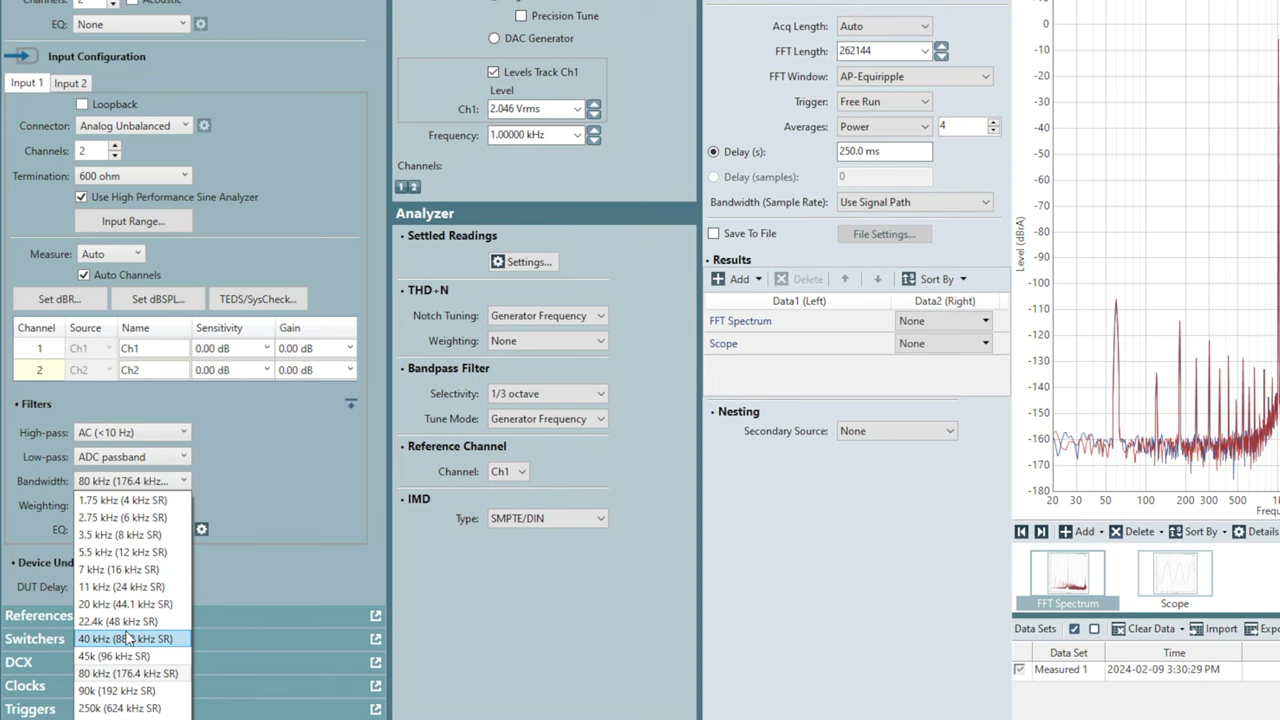 Channels: 2
Acoustic
EQ: None
Input Configuration
Input 1 Input 2
Loopback
Connector: Analog Unbalanced
Channels: 2
Termination: 600 ohm
Use High Performance Sine Analyzer
Input Range...
Measure: Auto
Auto Channels
Set dBR... Set dBSPL... TEDS/SysCheck...
Channel Source Name Sensitivity Gain
1 Ch1 Ch1 0.00 dB 0.00 dB
2 Ch2 Ch2 0.00 dB 0.00 dB
Filters
High-pass: AC (<10 Hz)
Low-pass: ADC passband
Bandwidth: 80 kHz (176.4 kHz...
Weighting:
EQ:
1.75 kHz (4 kHz SR)
2.75 kHz (6 kHz SR)
3.5 kHz (8 kHz SR)
5.5 kHz (12 kHz SR)
7 kHz (16 kHz SR)
11 kHz (24 kHz SR)
20 kHz (44.1 kHz SR)
22.4k (48 kHz SR)
40 kHz (88. kHz SR)
45k (96 kHz SR)
80 kHz (176.4 kHz SR)
90k (192 kHz SR)
250k (624 kHz SR)
Device Un
DUT Delay:
References
Switchers
DCX
Clocks
Triggers
Precision Tune
DAC Generator
Levels Track Ch1
Level
Ch1: 2.046 Vrms
Frequency: 1.00000 kHz
Channels:
1 2
Analyzer
Settled Readings
Settings...
THD+N
Notch Tuning: Generator Frequency
Weighting: None
Bandpass Filter
Selectivity: 1/3 octave
Tune Mode: Generator Frequency
Reference Channel
Channel: Ch1
IMD
Type: SMPTE/DIN
Acq Length: Auto
FFT Length: 262144
FFT Window: AP-Equiripple
Trigger: Free Run
Averages: Power 4
Delay (s): 250.0 ms
Delay (samples): 0
Bandwidth (Sample Rate): Use Signal Path
Save To File File Settings...
Results
Add Delete Sort By
Data1 (Left) Data2 (Right)
FFT Spectrum None
Scope None
Nesting
Secondary Source: None
Level (dBrA)
0
-10
-20
-30
-40
-50
-60
-70
-80
-90
-100
-110
-120
-130
-140
-150
-160
-170
-180
20 30 50 100 200 300 500
Frequ
Add Delete Sort By Details
FFT Spectrum Scope
Data Sets Clear Data Import Expo
Data Set Time
Measured 1 2024-02-09 3:30:29 PM